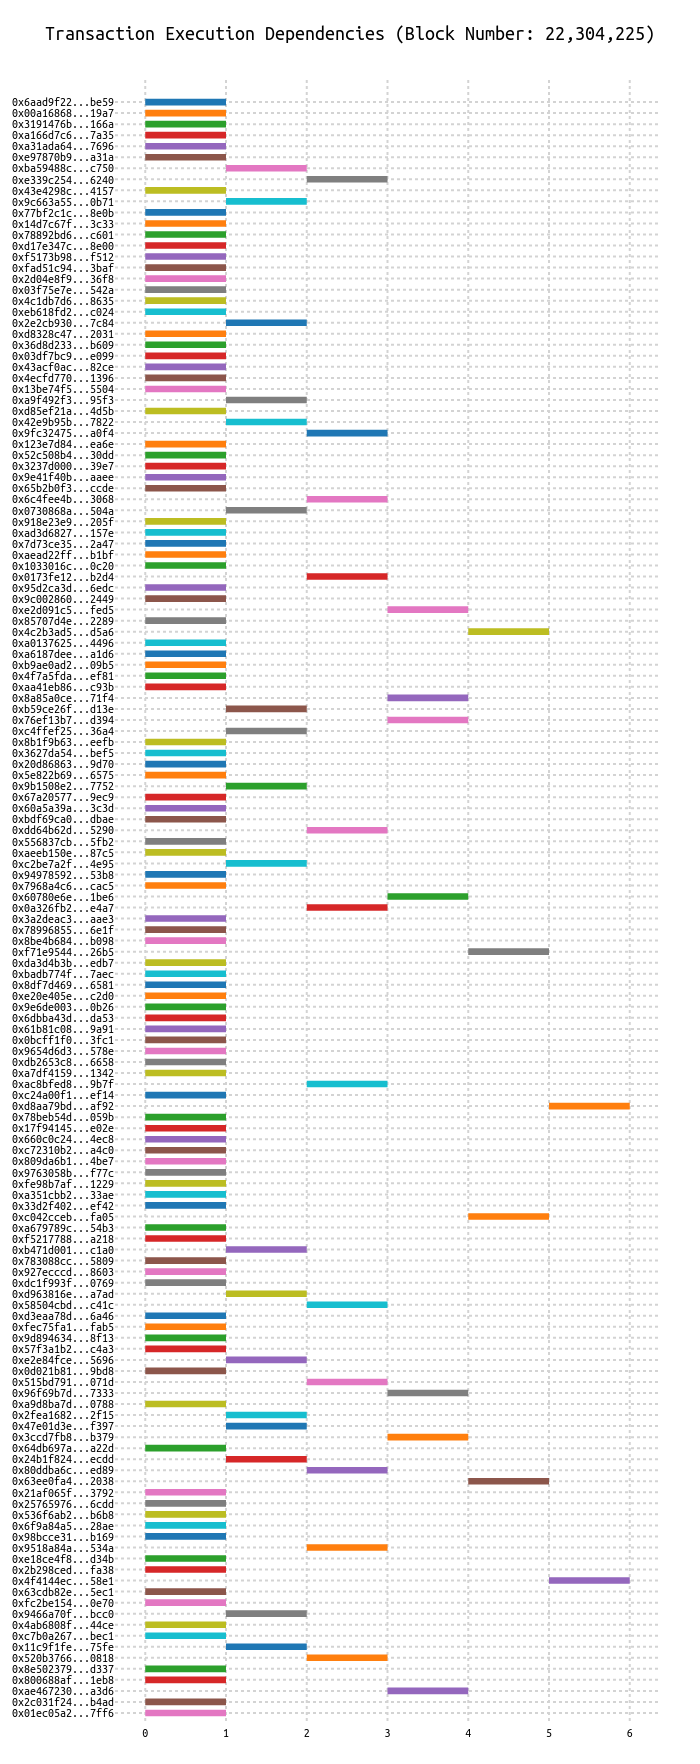 Transaction Execution Dependencies (Block Number: 22,304,225)
0x6aad9f22...be59
0x00a16868...19a7
0x3191476b...166a
0xa166d7c6...7a35
0xa31ada64...7696
0xe97870b9...a31a
0xba59488c...c750
0xe339c254...6240
0x43e4298c...4157
0x9c663a55...0b71
0x77bf2c1c...8e0b
0x14d7c67f...3c33
0x78892bd6...c601
0xd17e347c...8e00
0xf5173b98...f512
0xfad51c94...3baf
0x2d04e8f9...36f8
0x03f75e7e...542a
0x4c1db7d6...8635
0xeb618fd2...c024
0x2e2cb930...7c84
0xd8328c47...2031
0x36d8d233...b609
0x03df7bc9...e099
0x43acf0ac...82ce
0x4ecfd770...1396
0x13be74f5...5504
0xa9f492f3...95f3
0xd85ef21a...4d5b
0x42e9b95b...7822
0x9fc32475...a0f4
0x123e7d84...ea6e
0x52c508b4...30dd
0x3237d000...39e7
0x9e41f40b...aaee
0x65b2b0f3...ccde
0x6c4fee4b...3068
0x0730868a...504a
0x918e23e9...205f
0xad3d6827...157e
0x7d73ce35...2a47
0xaead22ff...b1bf
0x1033016c...0c20
0x0173fe12...b2d4
0x95d2ca3d...6edc
0x9c002860...2449
0xe2d091c5...fed5
0x85707d4e...2289
0x4c2b3ad5...d5a6
0xa0137625...4496
0xa6187dee...a1d6
0xb9ae0ad2...09b5
0x4f7a5fda...ef81
0xaa41eb86...c93b
0x8a85a0ce...71f4
0xb59ce26f...d13e
0x76ef13b7...d394
0xc4ffef25...36a4
0x8b1f9b63...eefb
0x3627da54...bef5
0x20d86863...9d70
0x5e822b69...6575
0x9b1508e2...7752
0x67a20577...9ec9
0x60a5a39a...3c3d
0xbdf69ca0...dbae
0xdd64b62d...5290
0x556837cb...5fb2
0xaeeb150e...87c5
0xc2be7a2f...4e95
0x94978592...53b8
0x7968a4c6...cac5
0x60780e6e...1be6
0x0a326fb2...e4a7
0x3a2deac3...aae3
0x78996855...6e1f
0x8be4b684...b098
0xf71e9544...26b5
0xda3d4b3b...edb7
0xbadb774f...7aec
0x8df7d469...6581
0xe20e405e...c2d0
0x9e6de003...0b26
0x6dbba43d...da53
0x61b81c08...9a91
0x0bcff1f0...3fc1
0x9654d6d3...578e
0xdb2653c8...6658
0xa7df4159...1342
0xac8bfed8...9b7f
0xc24a00f1...ef14
0xd8aa79bd...af92
0x78beb54d...059b
0x17f94145...e02e
0x660c0c24...4ec8
0xc72310b2...a4c0
0x809da6b1...4be7
0x9763058b...f77c
0xfe98b7af...1229
0xa351cbb2...33ae
0x33d2f402...ef42
0xc042cceb...fa05
0xa679789c...54b3
0xf5217788...a218
0xb471d001...c1a0
0x783088cc...5809
0x927ecccd...8603
0xdc1f993f...0769
0xd963816e...a7ad
0x58504cbd...c41c
0xd3eaa78d...6a46
0xfec75fa1...fab5
0x9d894634...8f13
0x57f3a1b2...c4a3
0xe2e84fce...5696
0x0d021b81...9bd8
0x515bd791...071d
0x96f69b7d...7333
0xa9d8ba7d...0788
0x2fea1682...2f15
0x47e01d3e...f397
0x3ccd7fb8...b379
0x64db697a...a22d
0x24b1f824...ecdd
0x80ddba6c...ed89
0x63ee0fa4...2038
0x21af065f...3792
0x25765976...6cdd
0x536f6ab2...b6b8
0x6f9a84a5...28ae
0x98bcce31...b169
0x9518a84a...534a
0xe18ce4f8...d34b
0x2b298ced...fa38
0x4f4144ec...58e1
0x63cdb82e...5ec1
0xfc2be154...0e70
0x9466a70f...bcc0
0x4ab6808f...44ce
0xc7b0a267...bec1
0x11c9f1fe...75fe
0x520b3766...0818
0x8e502379...d337
0x800688af...1eb8
0xae467230...a3d6
0x2c031f24...b4ad
0x01ec05a2...7ff6
0 1 2 3 4 5 6